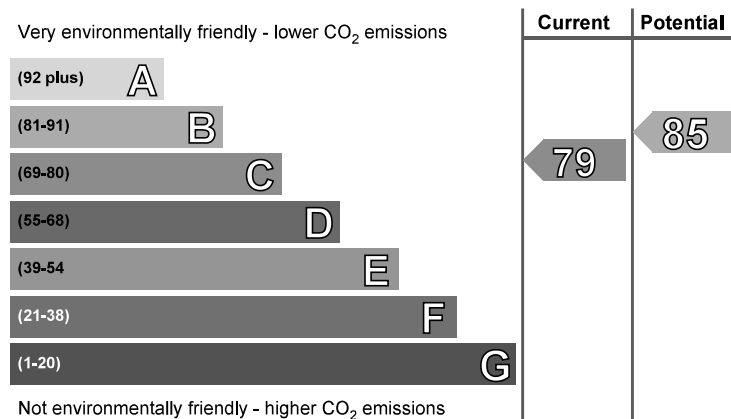 Very environmentally friendly - lower CO₂ emissions
Current
Potential
(92 plus) A
(81-91) B
(69-80) C
(55-68) D
(39-54 E
(21-38) F
(1-20) G
79
85
Not environmentally friendly - higher CO₂ emissions